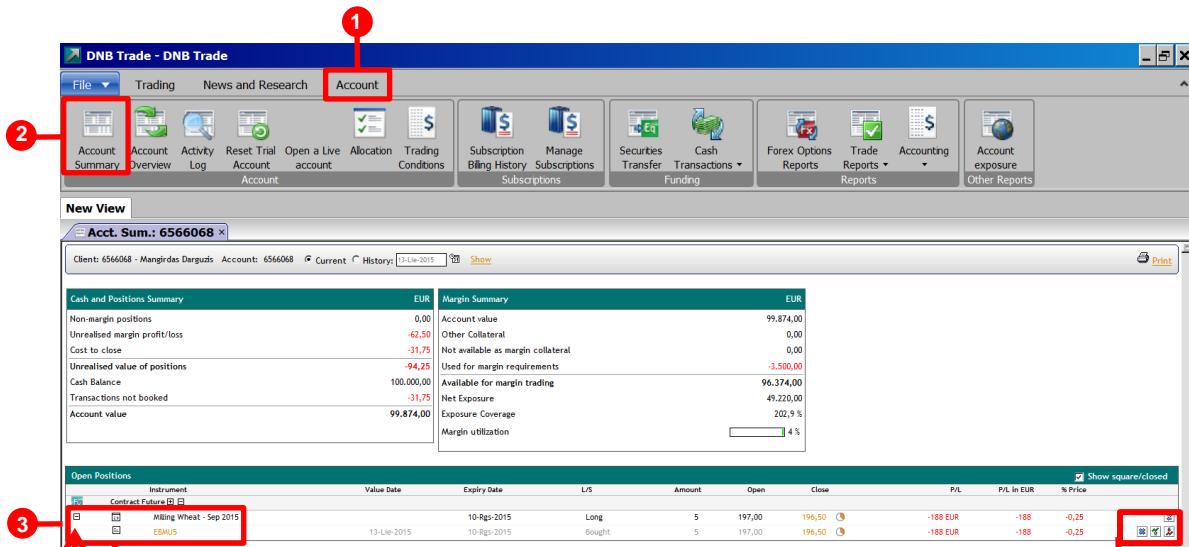 1
DNB Trade - DNB Trade
File Trading News and Research Account
2
Account Summary
Account Overview
Activity Log
Reset Trial Account
Open a Live account
Allocation
Trading Conditions
Account
Subscription Biling History
Manage Subscriptions
Subscriptions
Securities Transfer
Cash Transactions
Funding
Forex Options Reports
Trade Reports
Accounting
Reports
Account exposure
Other Reports
New View
Acct. Sum.: 6566068 ×
Client: 6566068 - Mangirdas Darguzis Account: 6566068 Current History: 13-Lie-2015 Show Print
Cash and Positions Summary EUR
Non-margin positions 0,00
Unrealised margin profit/loss -62,50
Cost to close -31,75
Unrealised value of positions -94,25
Cash Balance 100.000,00
Transactions not booked -31,75
Account value 99.874,00
Margin Summary EUR
Account value 99.874,00
Other Collateral 0,00
Not available as margin collateral 0,00
Used for margin requirements -3.500,00
Available for margin trading 96.374,00
Net Exposure 49.220,00
Exposure Coverage 202,9 %
Margin utilization 4 %
Open Positions Show square/closed
Instrument Value Date Expiry Date L/S Amount Open Close P/L P/L in EUR % Price
Contract Future
3
Milling Wheat - Sep 2015 10-Rgs-2015 Long 5 197,00 196,50 -188 EUR -188 -0,25
EBMU5 13-Lie-2015 10-Rgs-2015 Bought 5 197,00 196,50 -188 EUR -188 -0,25